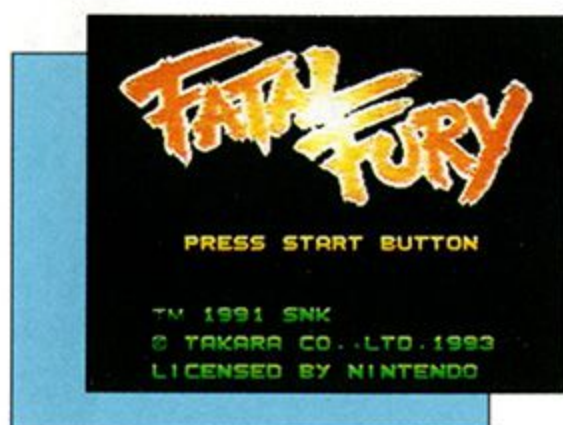 FATAL FURY
PRESS START BUTTON
TM 1991 SNK
© TAKARA CO.,LTD.1993
LICENSED BY NINTENDO